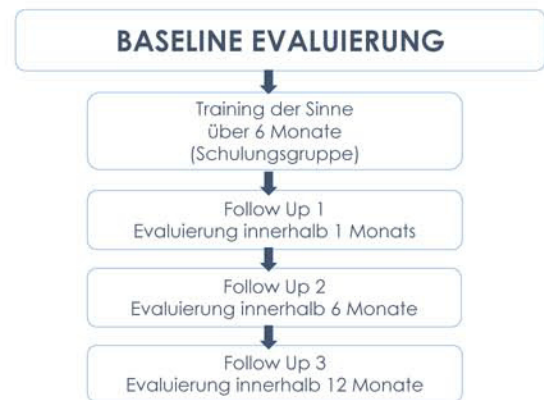 BASELINE EVALUIERUNG
Training der Sinne
über 6 Monate
(Schulungsgruppe)
Follow Up 1
Evaluierung innerhalb 1 Monats
Follow Up 2
Evaluierung innerhalb 6 Monate
Follow Up 3
Evaluierung innerhalb 12 Monate